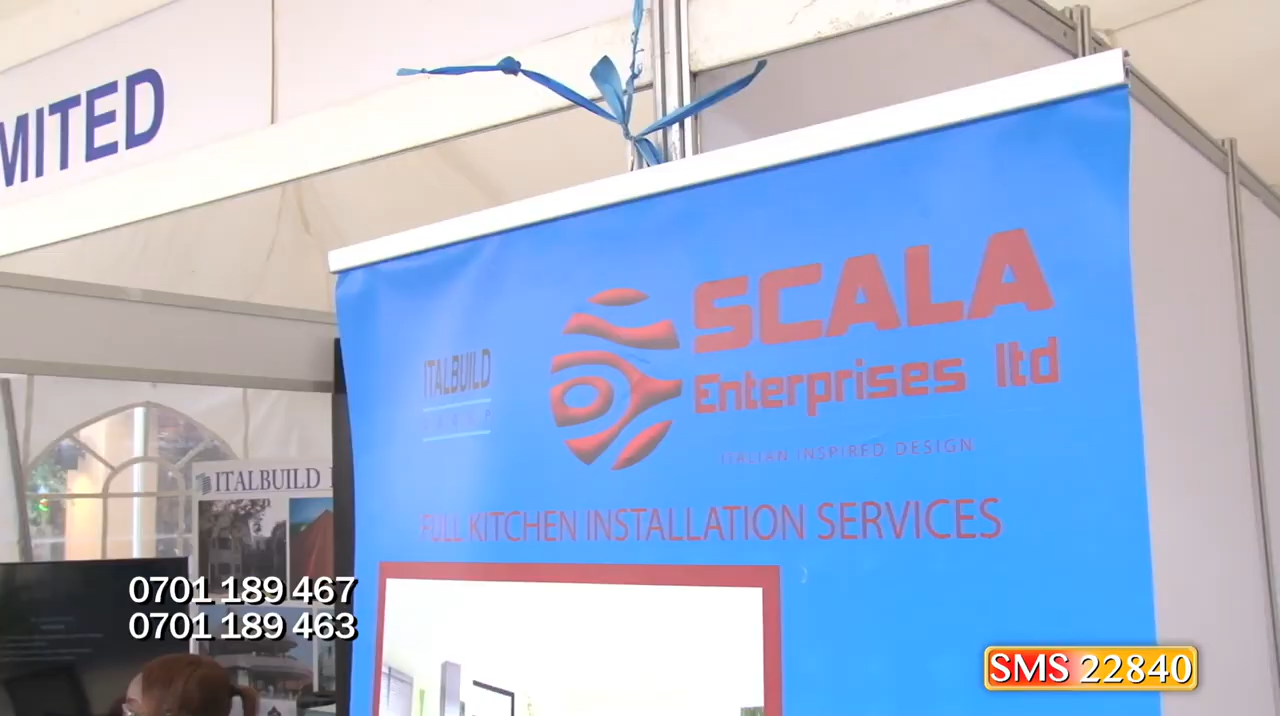 MITED
SCALA
Enterprises ltd
ITALBUILD
GROUP
ITALIAN INSPIRED DESIGN
FULL KITCHEN INSTALLATION SERVICES
ITALBUILD
0701 189 467
0701 189 463
SMS 22840